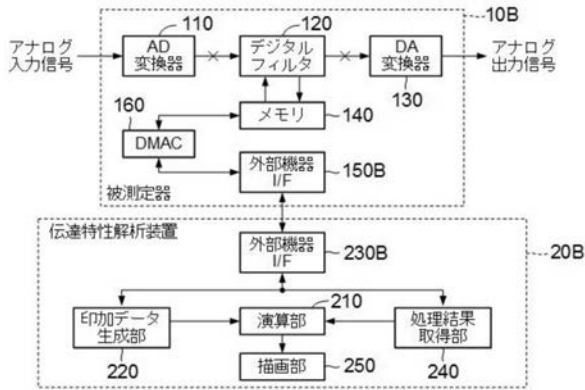 10B
110
120
アナログ
入力信号
AD
変換器
デジタル
フィルタ
DA
変換器
アナログ
出力信号
130
160
メモリ
140
DMAC
外部機器
I/F
150B
被測定器
伝達特性解析装置
20B
外部機器
I/F
230B
210
印加データ
生成部
演算部
処理結果
取得部
220
描画部
250
240